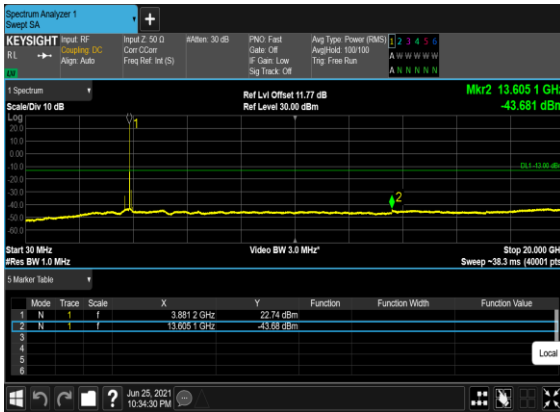 Spectrum Analyzer 1
Swept SA
+
KEYSIGHT
RL
Input: RF
Coupling: DC
Align: Auto
Input Z: 50 Ω
Corr CCorr
Freq Ref: Int (S)
#Atten: 30 dB
PNO: Fast
Gate: Off
IF Gain: Low
Sig Track: Off
Avg Type: Power (RMS)
Avg|Hold: 100/100
Trig: Free Run
1 2 3 4 5 6
A W W W W W
A N N N N N
1 Spectrum
Scale/Div 10 dB
Ref Lvl Offset 11.77 dB
Ref Level 30.00 dBm
Mkr2 13.605 1 GHz
-43.681 dBm
Log
20.0
10.0
0.00
-10.0
-20.0
-30.0
-40.0
-50.0
-60.0
1
DL1 -13.00 dBm
2
Start 30 MHz
#Res BW 1.0 MHz
Video BW 3.0 MHz*
Stop 20.000 GHz
Sweep ~38.3 ms (40001 pts)
5 Marker Table
Mode Trace Scale X Y Function Function Width Function Value
1 N 1 f 3.881 2 GHz 22.74 dBm
2 N 1 f 13.605 1 GHz -43.68 dBm
3
4
5
6
Local
?
Jun 25, 2021
10:34:30 PM